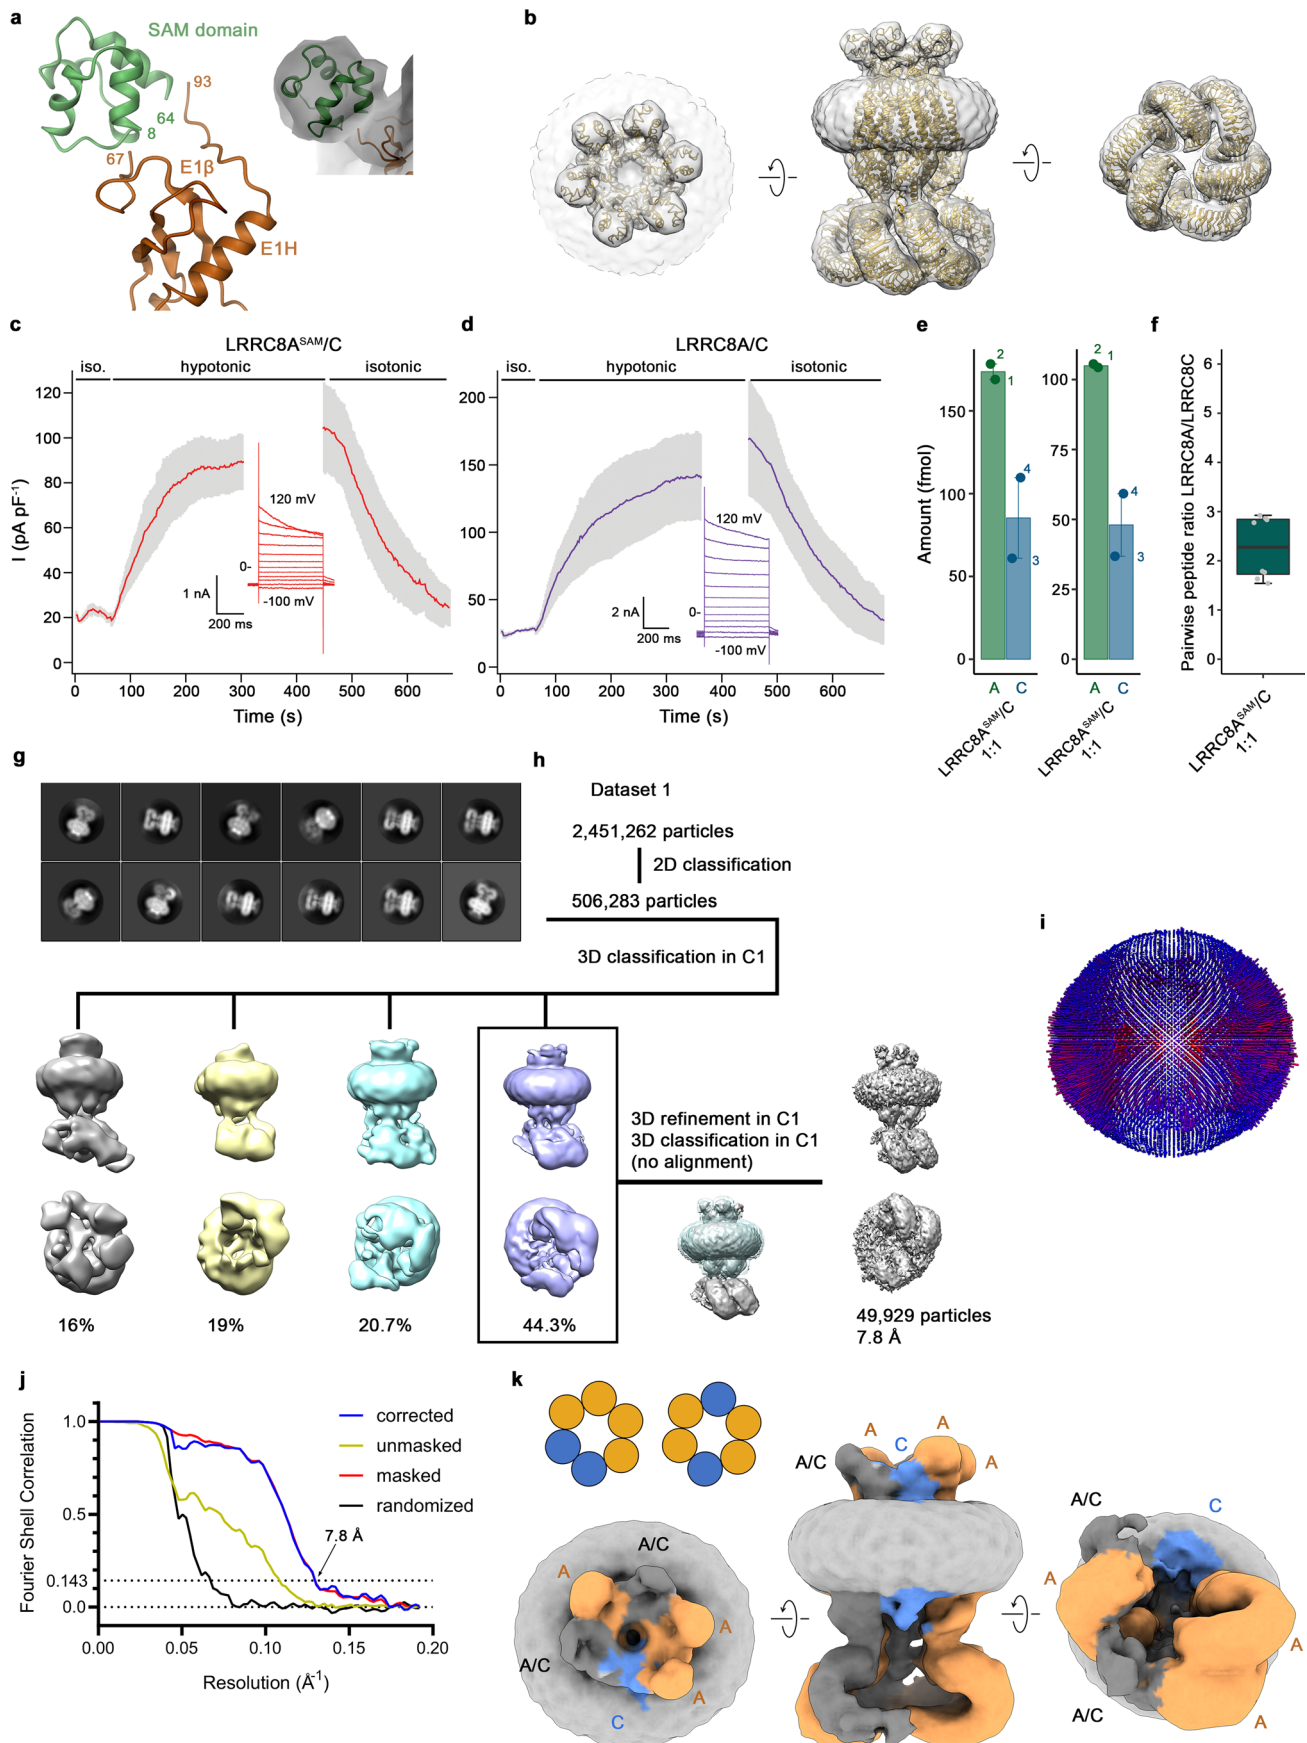 a
SAM domain
93
64
8
67
E1β
E1H
b
c
LRRC8A^SAM/C
iso.
hypotonic
isotonic
I (pA pF⁻¹)
120
100
80
60
40
20
0
120 mV
0-
-100 mV
1 nA
200 ms
0
100
200
300
400
500
600
Time (s)
d
LRRC8A/C
iso.
hypotonic
isotonic
200
150
100
50
0
120 mV
0-
-100 mV
2 nA
200 ms
0
100
200
300
400
500
600
Time (s)
e
Amount (fmol)
150
100
50
0
2
1
4
3
A
C
LRRC8A^SAM/C
1:1
100
75
50
25
0
2
1
4
3
A
C
LRRC8A^SAM/C
1:1
f
Pairwise peptide ratio LRRC8A/LRRC8C
6
5
4
3
2
1
0
LRRC8A^SAM/C
1:1
g
h
Dataset 1
2,451,262 particles
2D classification
506,283 particles
3D classification in C1
16%
19%
20.7%
44.3%
3D refinement in C1
3D classification in C1
(no alignment)
49,929 particles
7.8 Å
i
j
Fourier Shell Correlation
1.0
0.5
0.143
0.0
corrected
unmasked
masked
randomized
7.8 Å
0.00
0.05
0.10
0.15
0.20
Resolution (Å⁻¹)
k
A/C
A
A
A/C
A
C
A/C
A
C
A
A
A/C
C
A
A
A/C
A